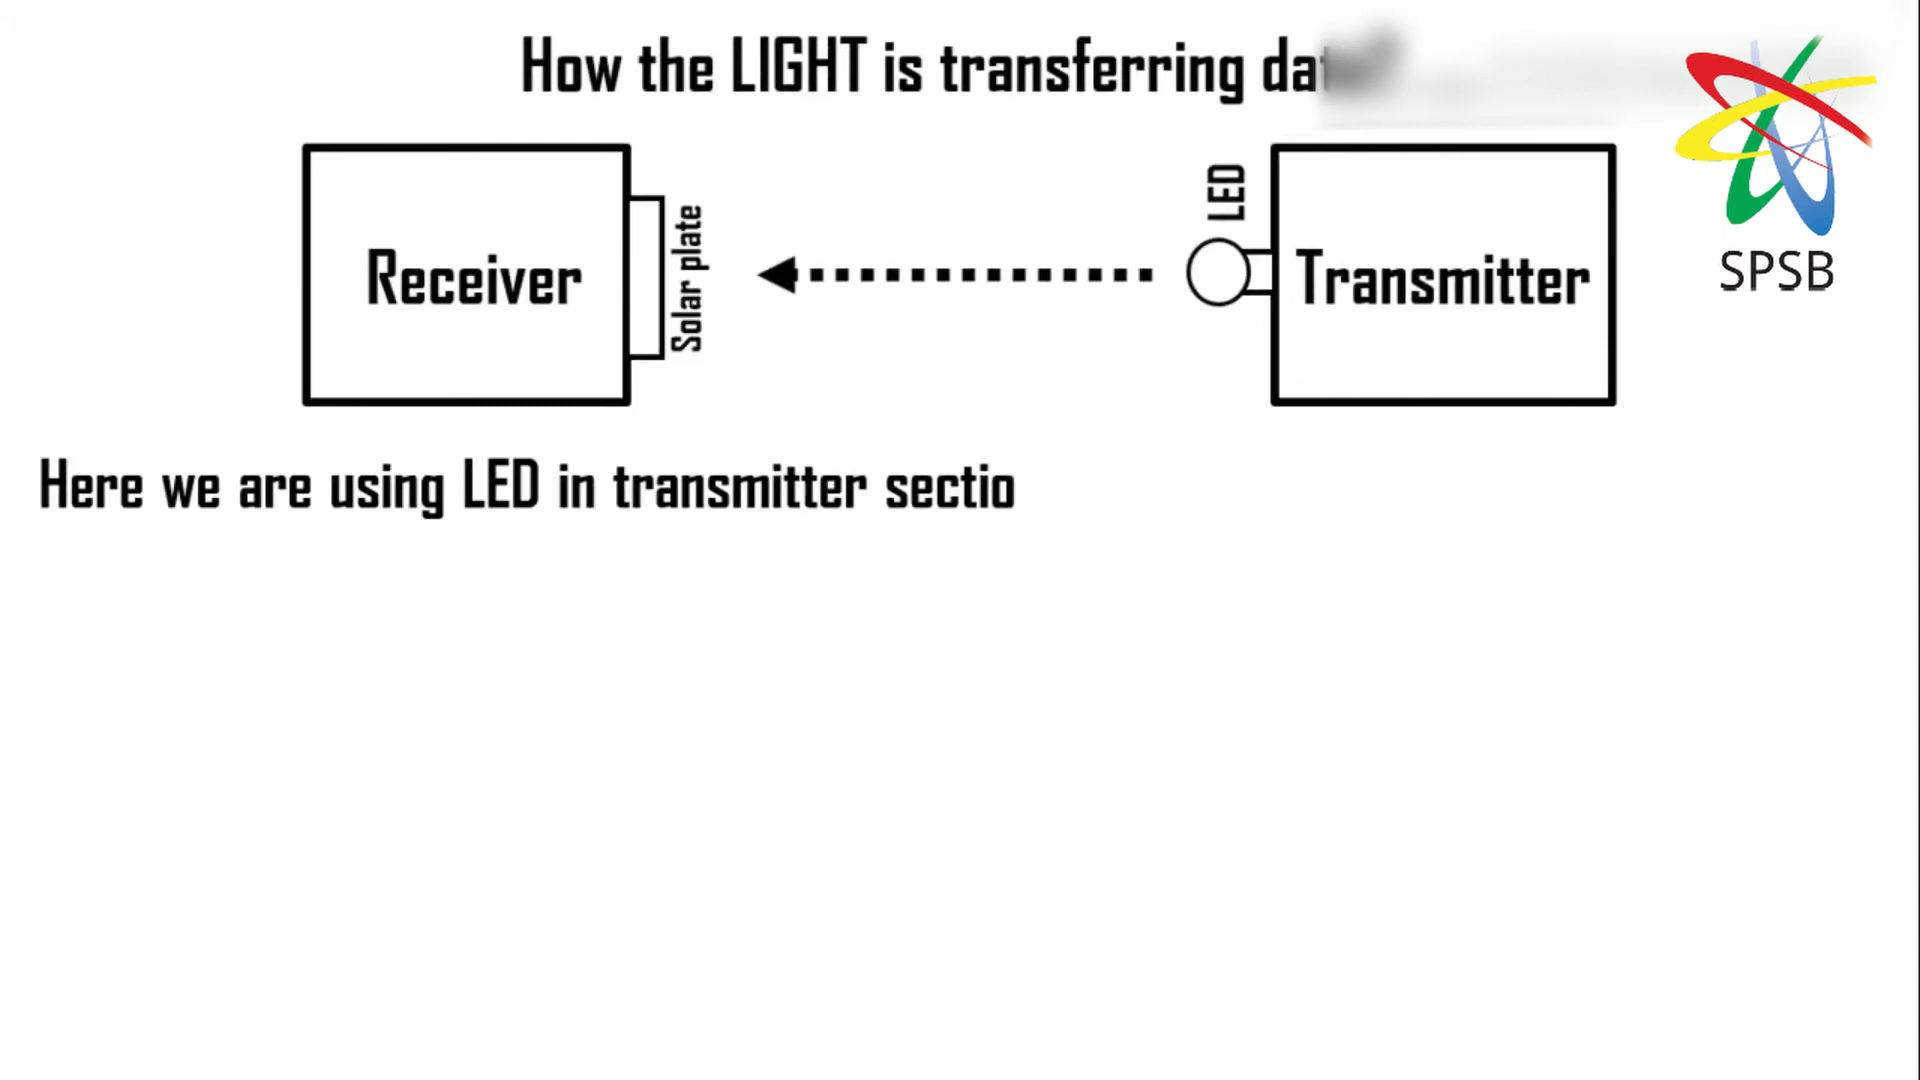 How the LIGHT is transferring dat
SPSB
LED
Solar plate
Receiver
Transmitter
Here we are using LED in transmitter sectio